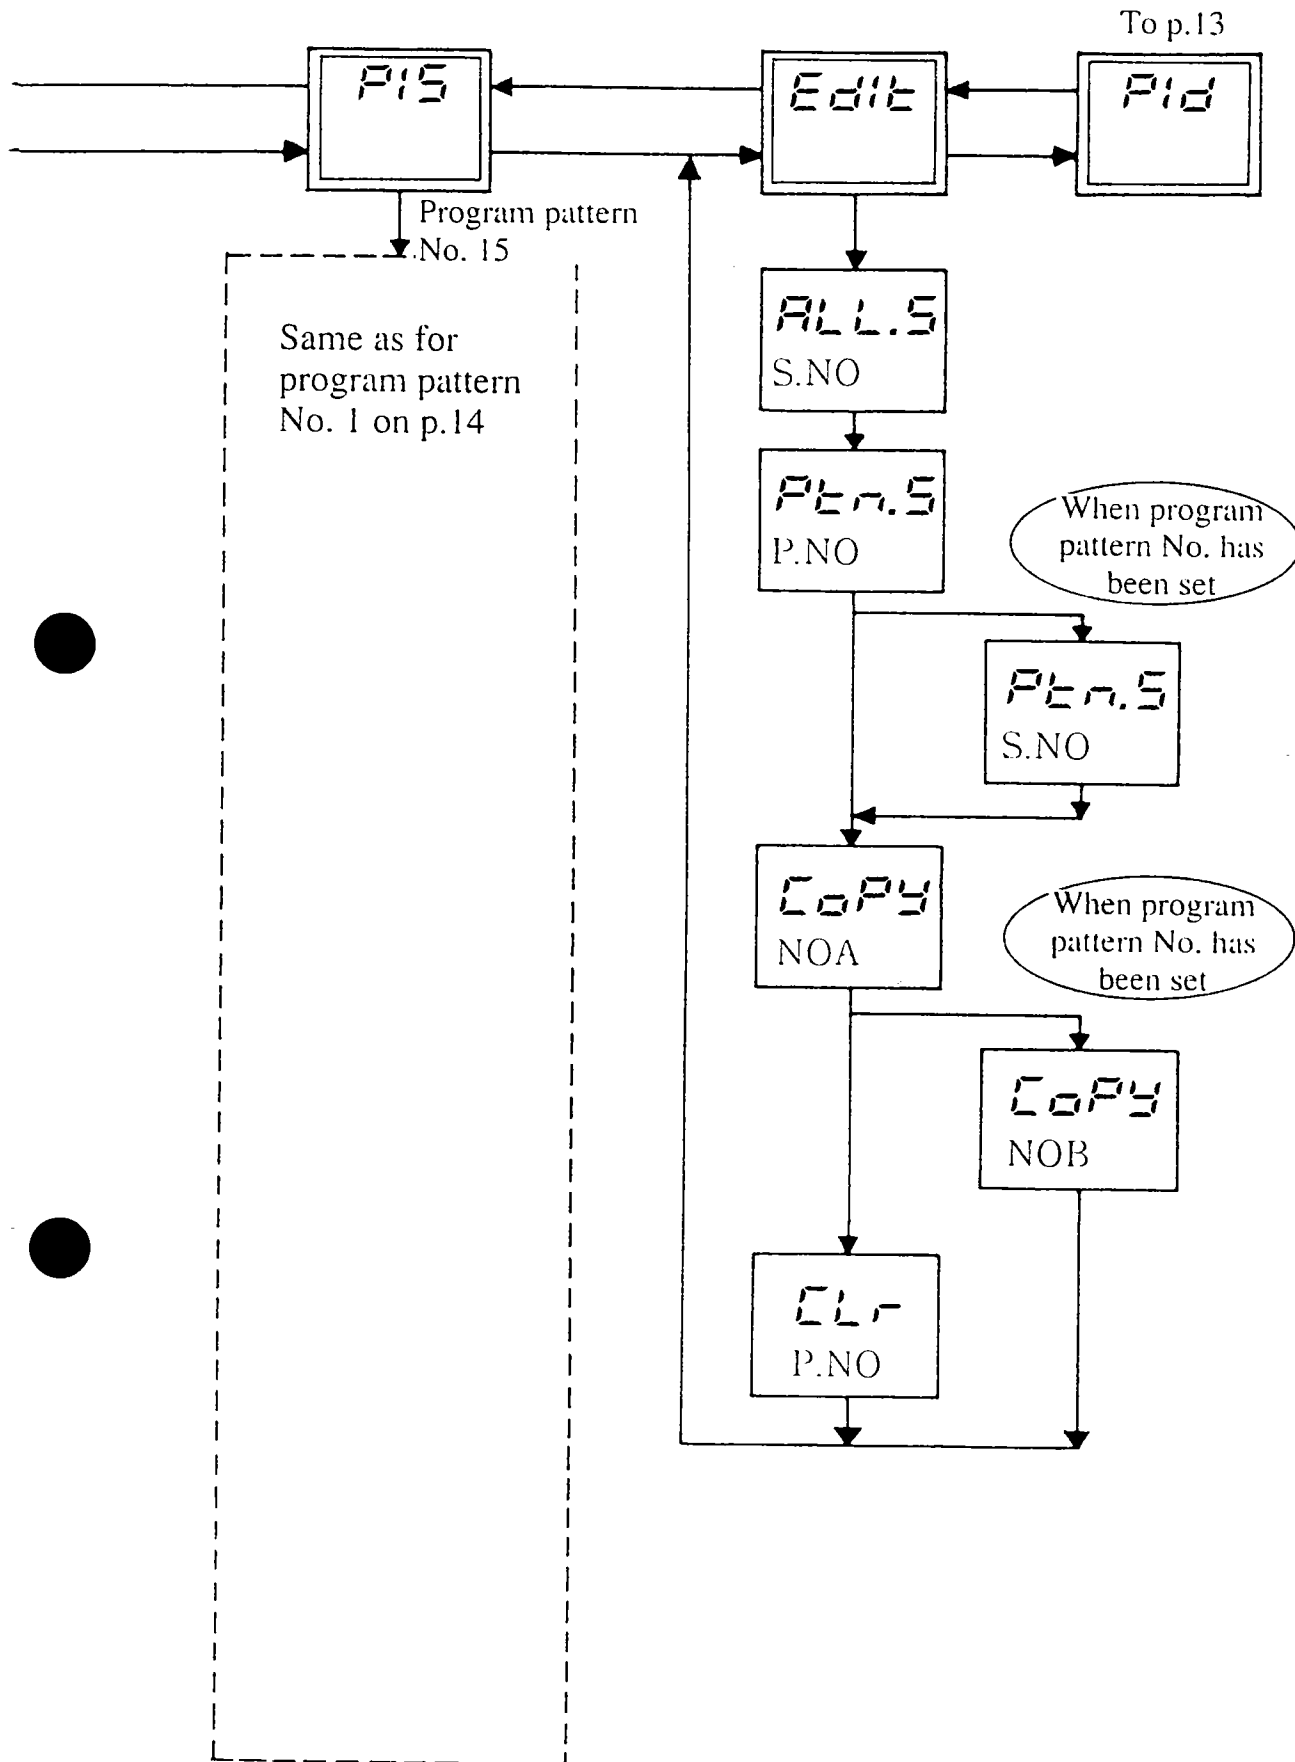 To p.13
P15
Edit
PId
Program pattern
No. 15
Same as for
program pattern
No. 1 on p.14
ALL.S
S.NO
Ptn.S
P.NO
When program
pattern No. has
been set
Ptn.S
S.NO
CoPY
NOA
When program
pattern No. has
been set
CoPY
NOB
CLr
P.NO